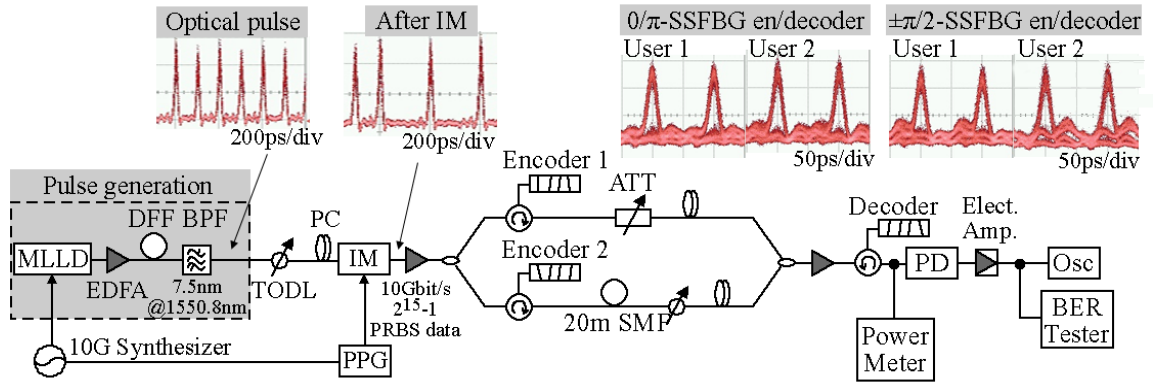 Optical pulse
200ps/div
After IM
200ps/div
0/π-SSFBG en/decoder
User 1
User 2
50ps/div
±π/2-SSFBG en/decoder
User 1
User 2
50ps/div
Pulse generation
DFF BPF
MLLD
EDFA
7.5nm
@1550.8nm
TODL
PC
IM
10Gbit/s
2¹⁵-1
PRBS data
10G Synthesizer
PPG
Encoder 1
ATT
Encoder 2
20m SMF
Decoder
Elect.
Amp.
PD
Osc
Power
Meter
BER
Tester